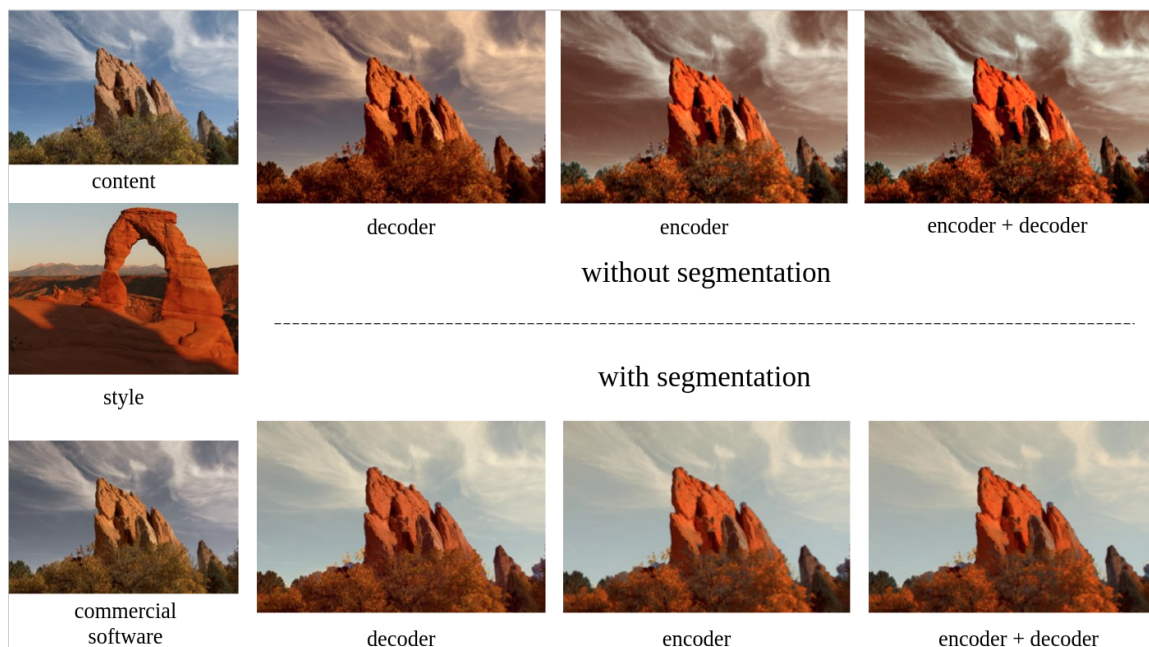 content
decoder
encoder
encoder + decoder
without segmentation
style
with segmentation
commercial
software
decoder
encoder
encoder + decoder